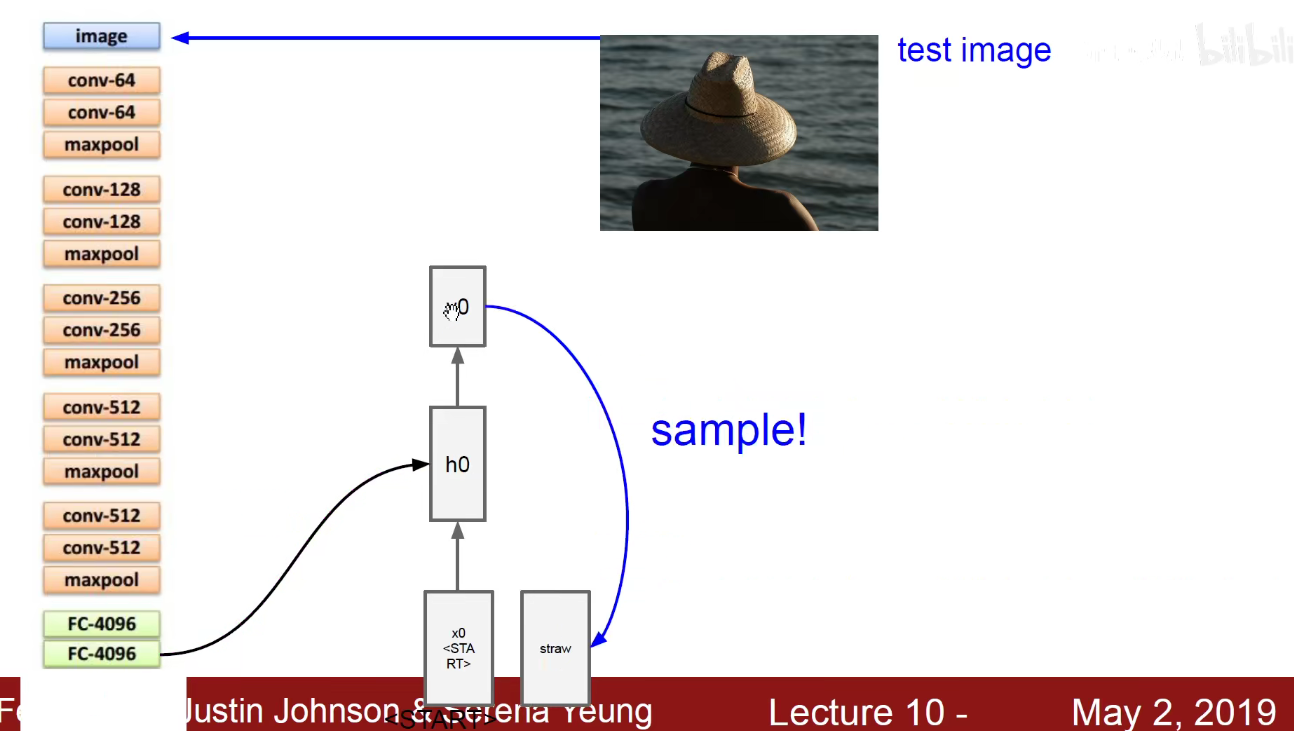 image
conv-64
conv-64
maxpool
conv-128
conv-128
maxpool
conv-256
conv-256
maxpool
conv-512
conv-512
maxpool
conv-512
conv-512
maxpool
FC-4096
FC-4096
test image
bilibili
h0
sample!
x0
<STA
RT>
straw
<START>
Justin Johnson & Serena Yeung
Lecture 10 -
May 2, 2019